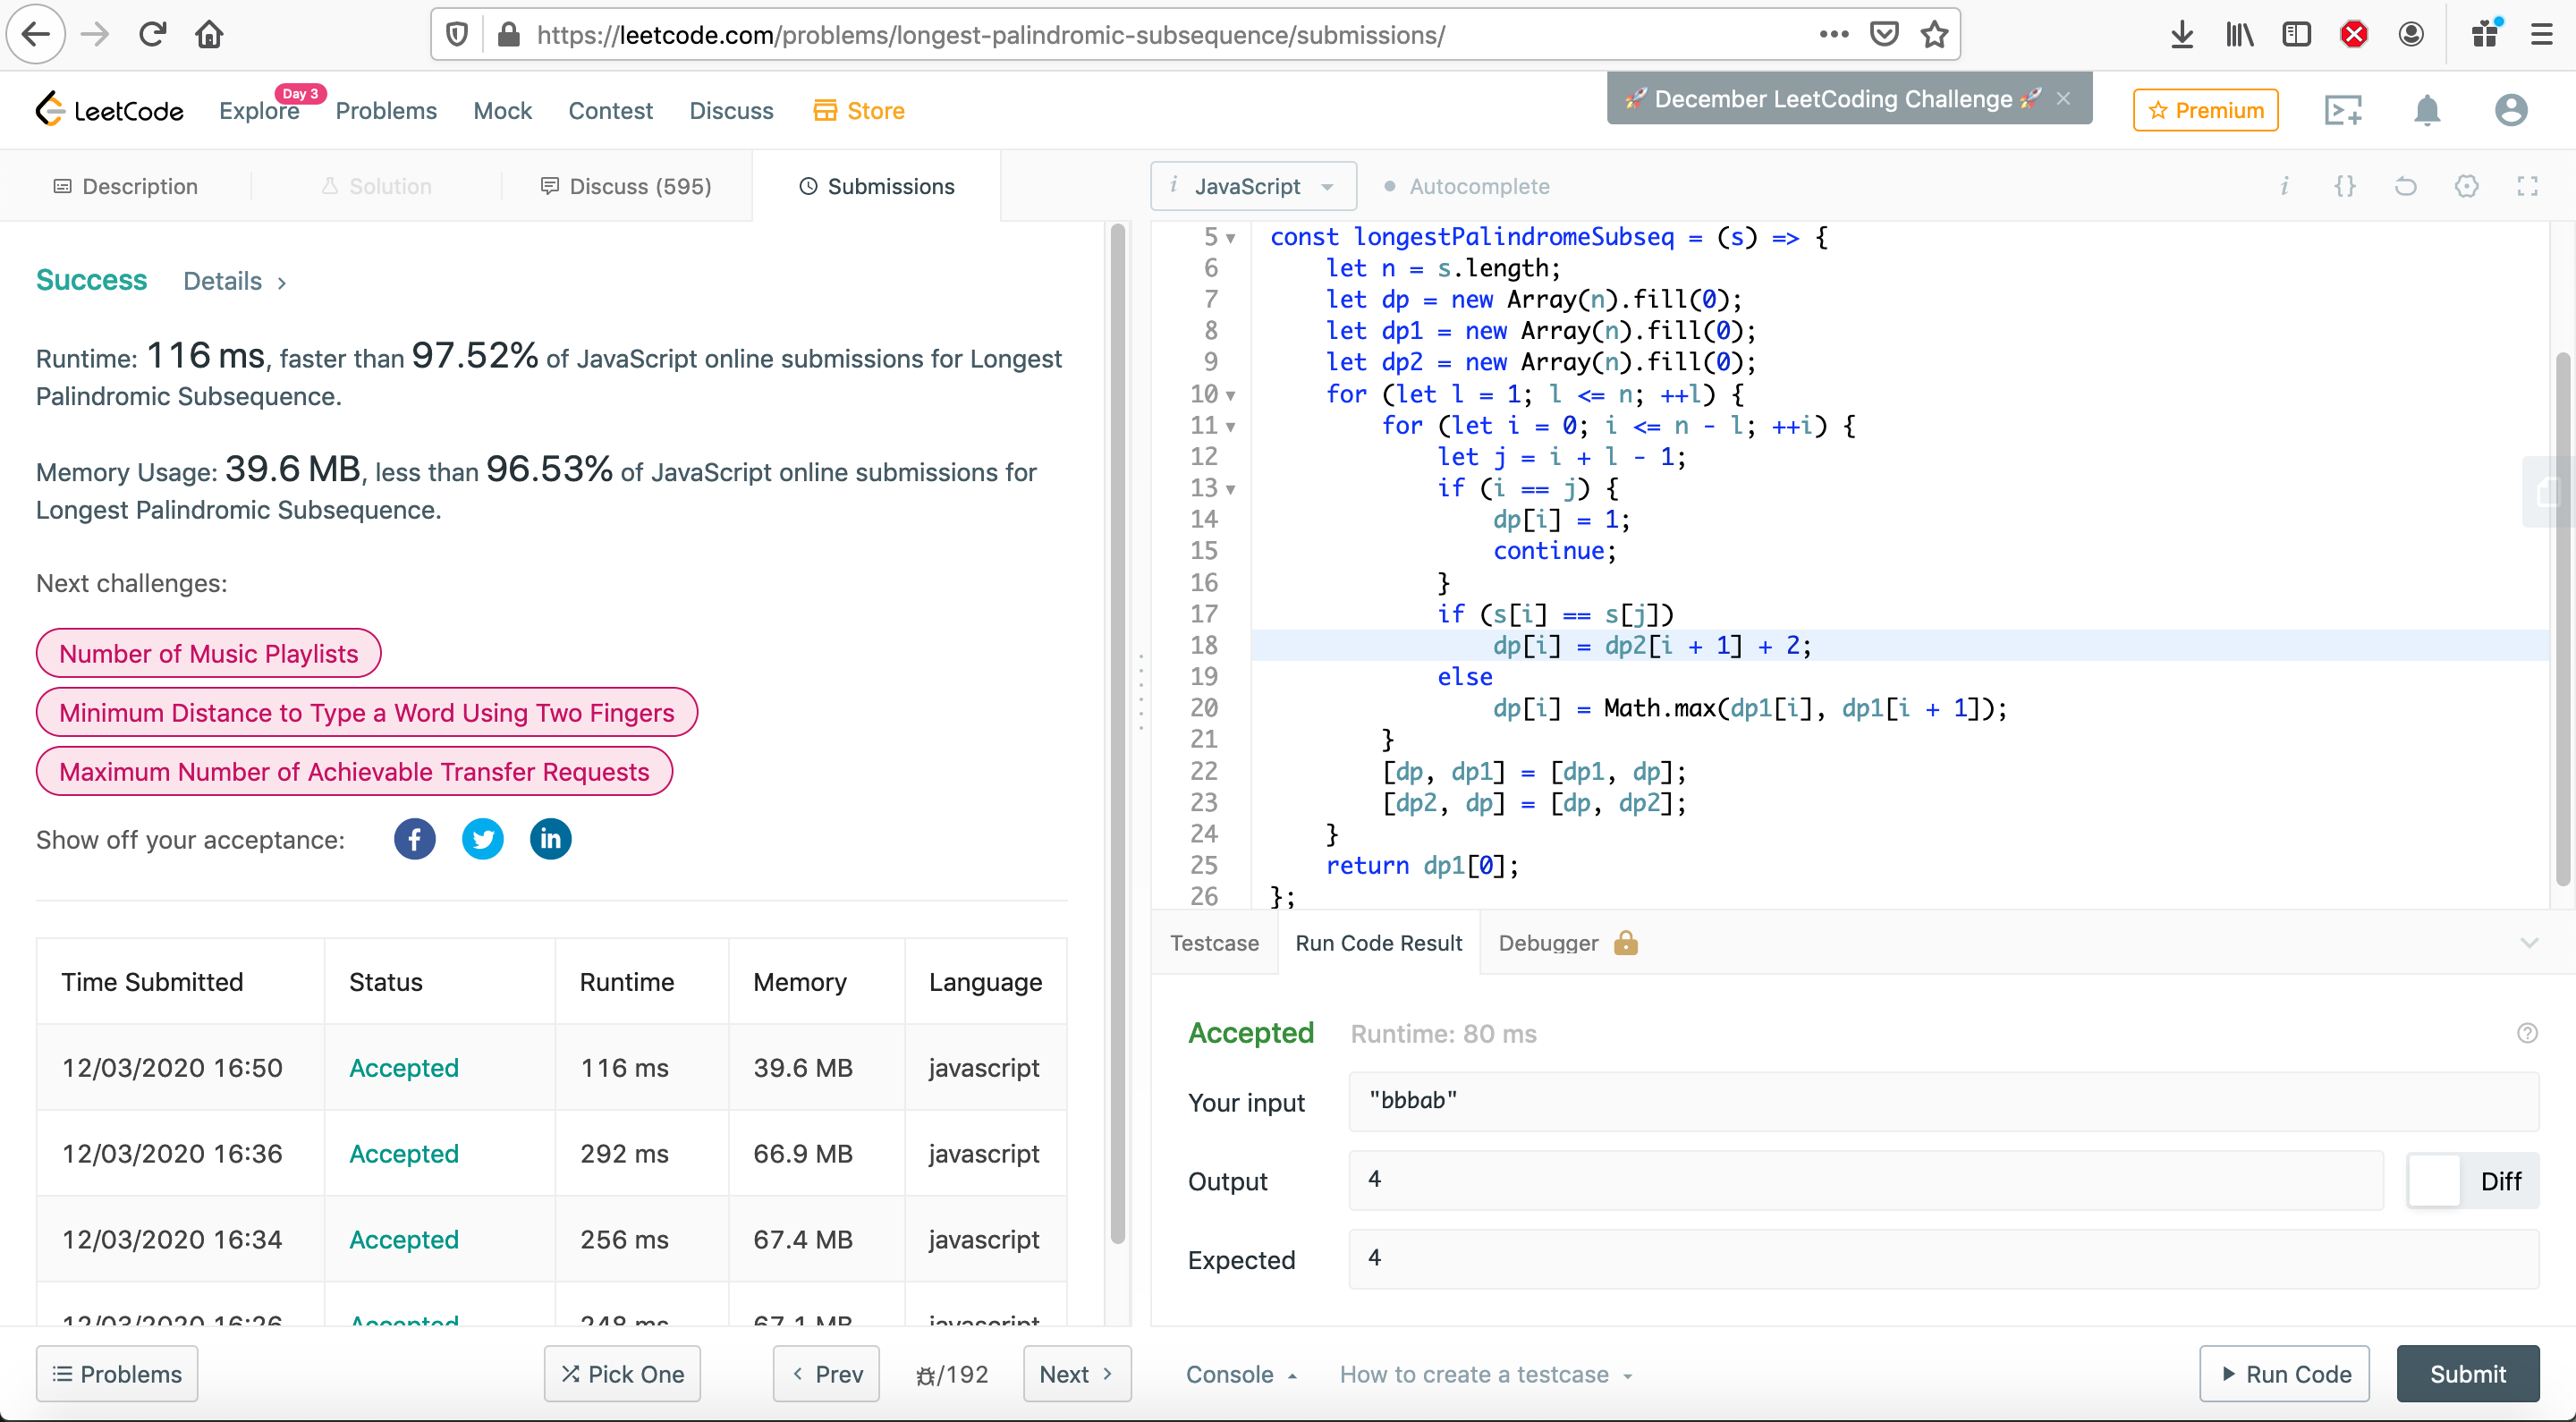 https://leetcode.com/problems/longest-palindromic-subsequence/submissions/
LeetCode
Explore
Day 3
Problems
Mock
Contest
Discuss
Store
🚀 December LeetCoding Challenge 🚀
Premium
Description
Solution
Discuss (595)
Submissions
i JavaScript
Autocomplete
Success
Details
Runtime: 116 ms, faster than 97.52% of JavaScript online submissions for Longest
Palindromic Subsequence.
Memory Usage: 39.6 MB, less than 96.53% of JavaScript online submissions for
Longest Palindromic Subsequence.
Next challenges:
Number of Music Playlists
Minimum Distance to Type a Word Using Two Fingers
Maximum Number of Achievable Transfer Requests
Show off your acceptance:
Time Submitted Status Runtime Memory Language
12/03/2020 16:50 Accepted 116 ms 39.6 MB javascript
12/03/2020 16:36 Accepted 292 ms 66.9 MB javascript
12/03/2020 16:34 Accepted 256 ms 67.4 MB javascript
12/03/2020 16:26 Accepted 248 ms 67.1 MB javascript
5 const longestPalindromeSubseq = (s) => {
6 let n = s.length;
7 let dp = new Array(n).fill(0);
8 let dp1 = new Array(n).fill(0);
9 let dp2 = new Array(n).fill(0);
10 for (let l = 1; l <= n; ++l) {
11 for (let i = 0; i <= n - l; ++i) {
12 let j = i + l - 1;
13 if (i == j) {
14 dp[i] = 1;
15 continue;
16 }
17 if (s[i] == s[j])
18 dp[i] = dp2[i + 1] + 2;
19 else
20 dp[i] = Math.max(dp1[i], dp1[i + 1]);
21 }
22 [dp, dp1] = [dp1, dp];
23 [dp2, dp] = [dp, dp2];
24 }
25 return dp1[0];
26 };
Testcase
Run Code Result
Debugger
Accepted
Runtime: 80 ms
Your input
"bbbab"
Output
4
Diff
Expected
4
Problems
Pick One
Prev
/192
Next
Console
How to create a testcase
Run Code
Submit